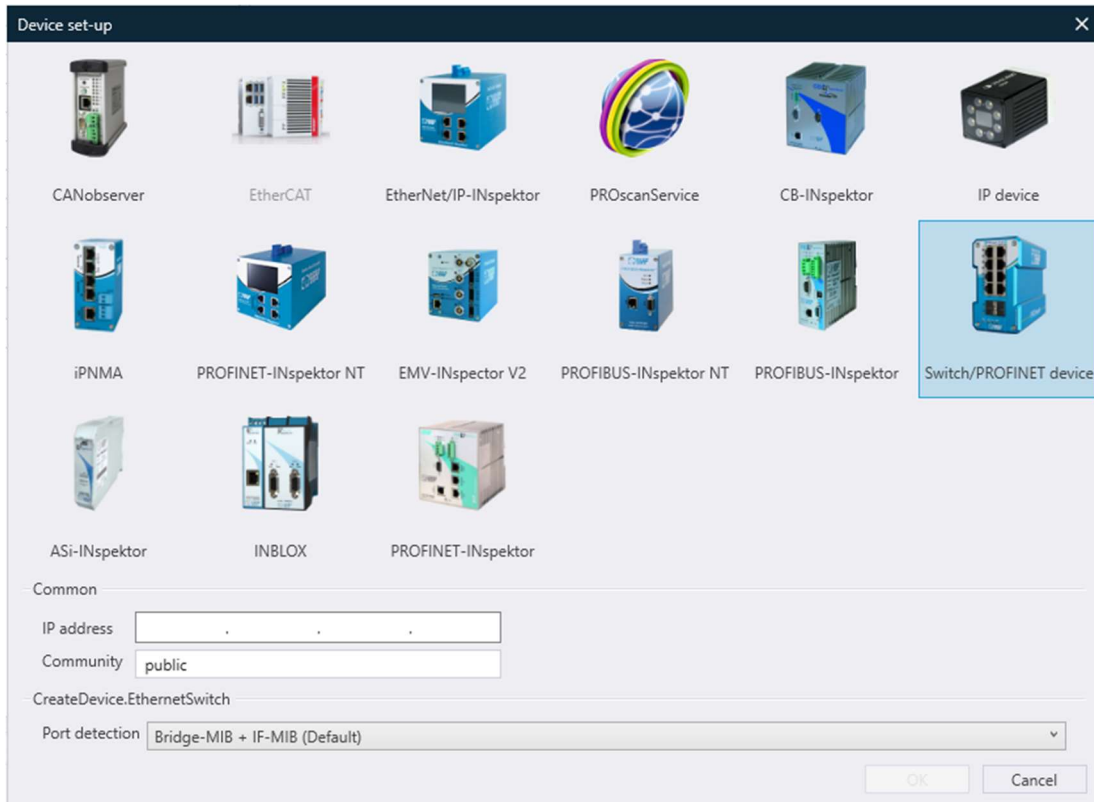 Device set-up
CANobserver
EtherCAT
EtherNet/IP-INspektor
PROscanService
CB-INspektor
IP device
iPNMA
PROFINET-INspektor NT
EMV-INspector V2
PROFIBUS-INspektor NT
PROFIBUS-INspektor
Switch/PROFINET device
ASi-INspektor
INBLOX
PROFINET-INspektor
Common
IP address . . .
Community public
CreateDevice.EthernetSwitch
Port detection Bridge-MIB + IF-MIB (Default)
OK Cancel